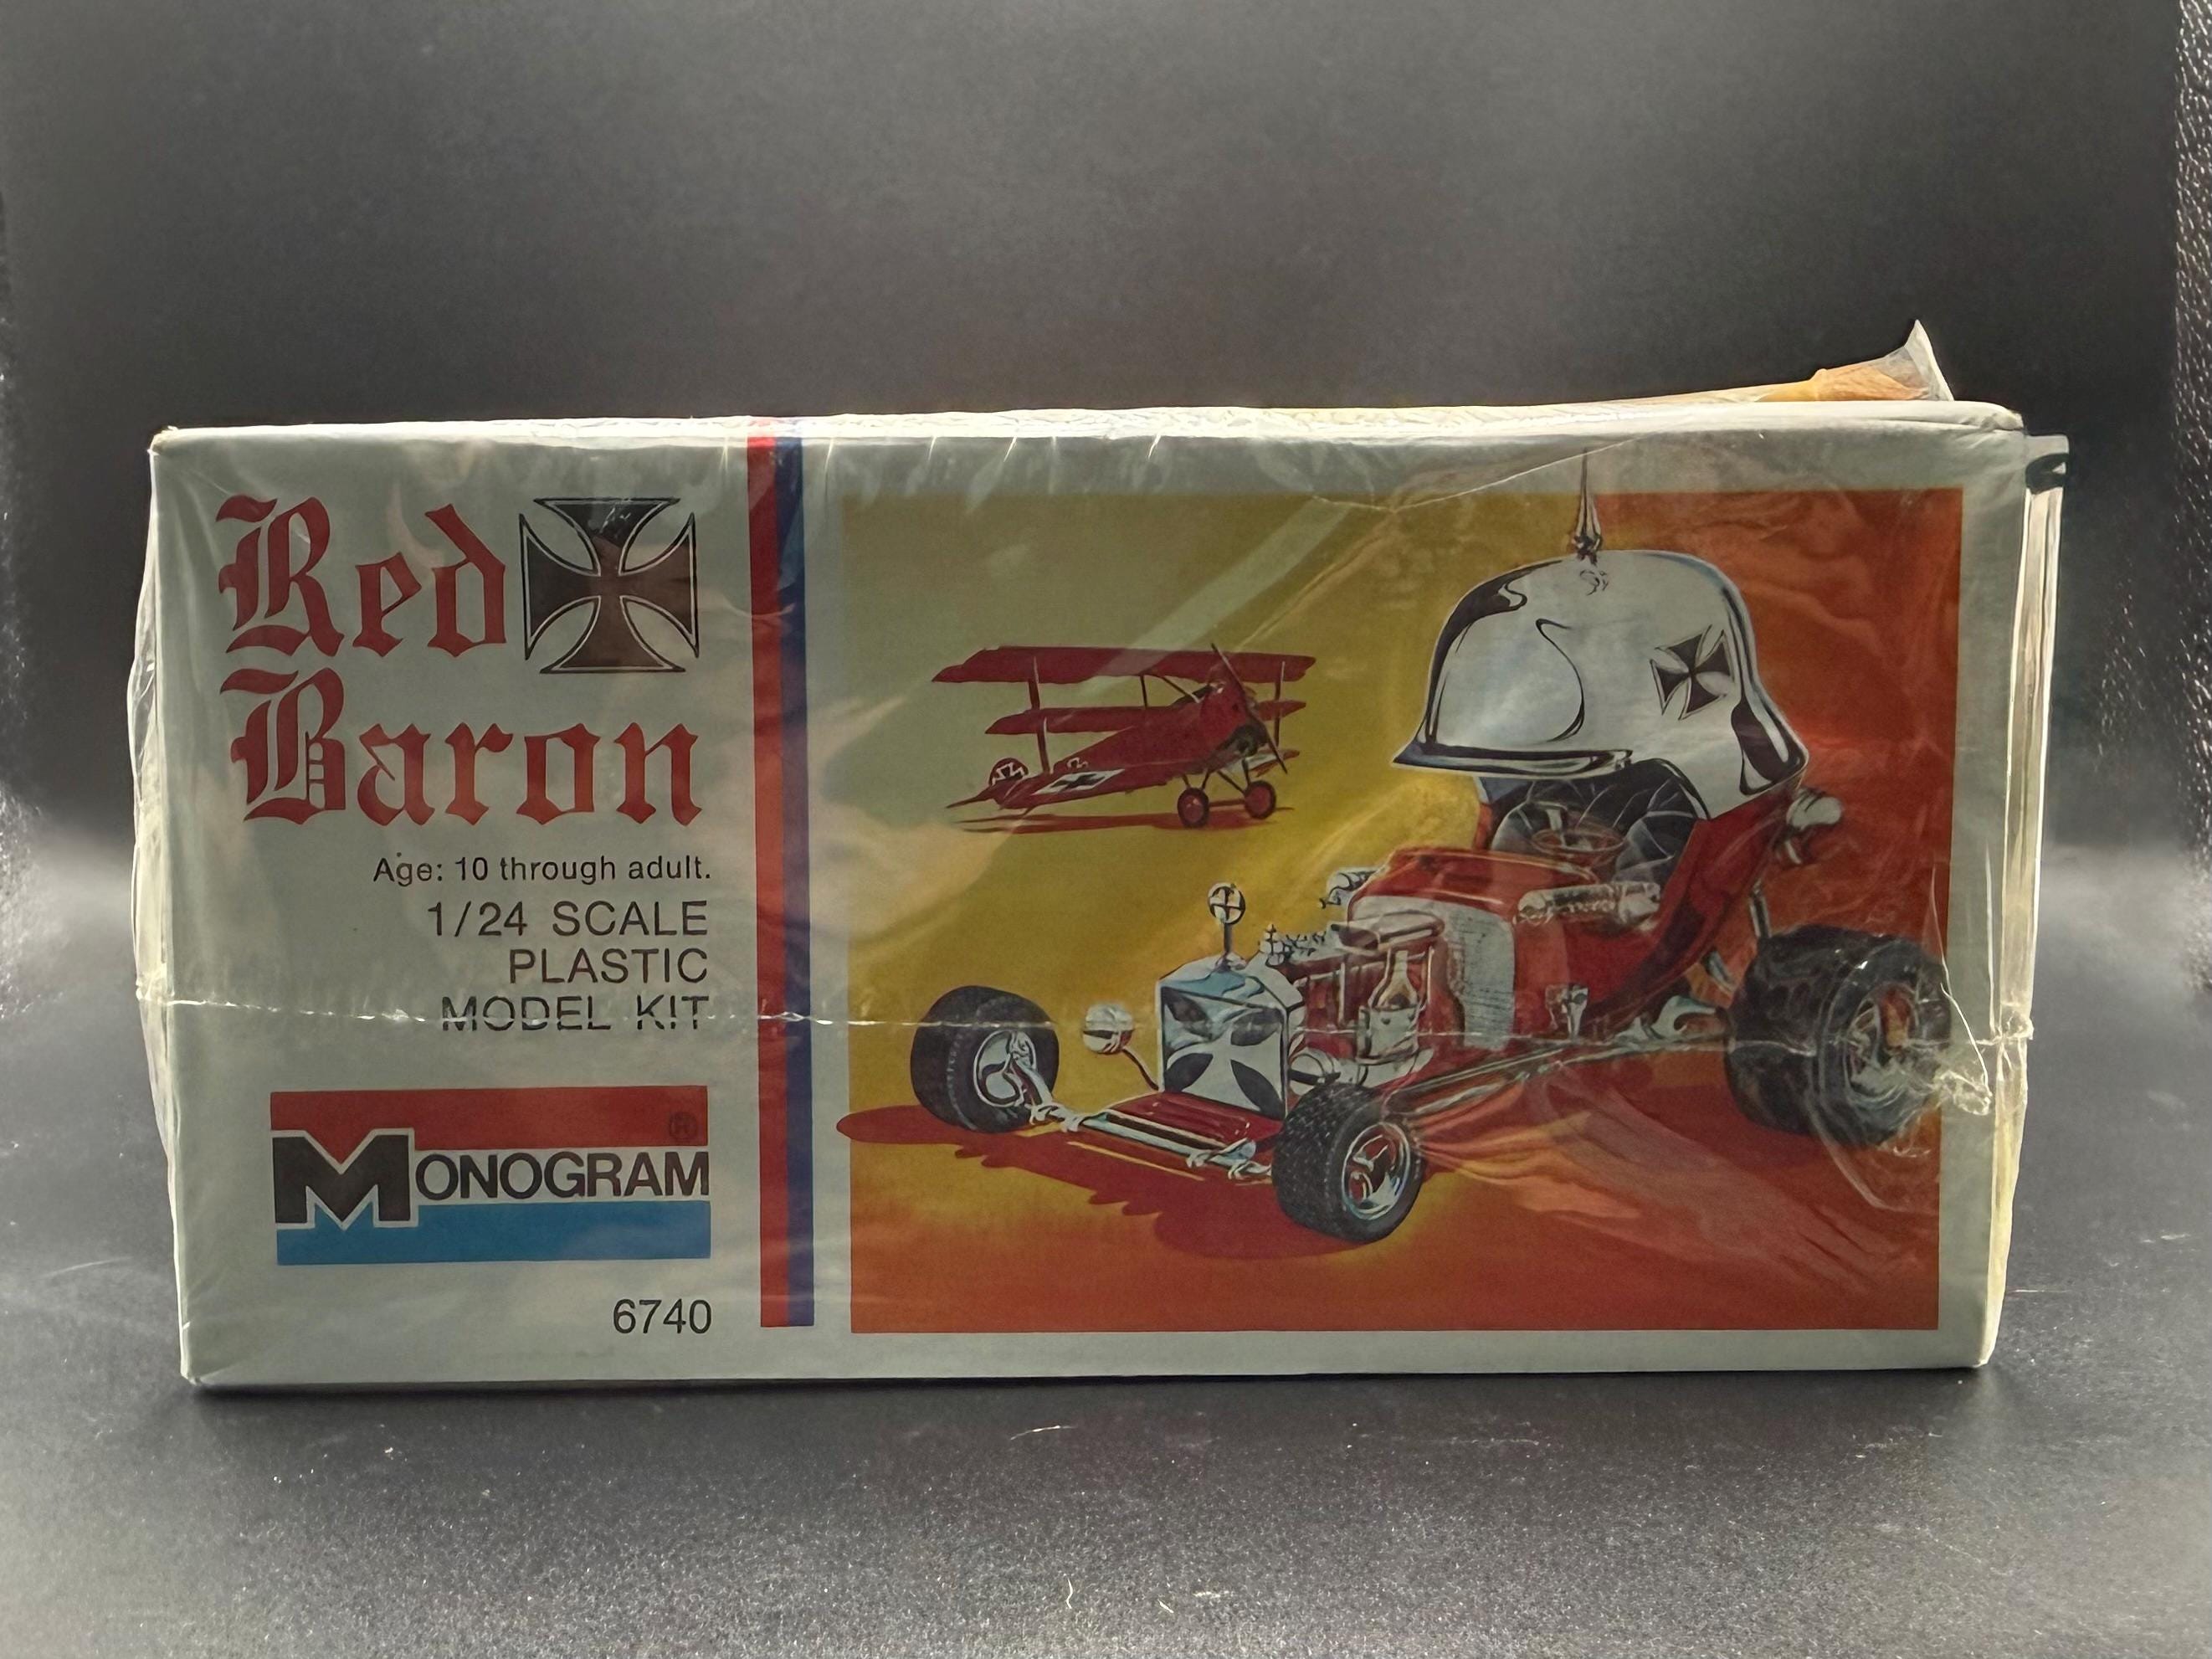 Red
Baron
Age: 10 through adult.
1/24 SCALE
PLASTIC
MODEL KIT
®
MONOGRAM
6740